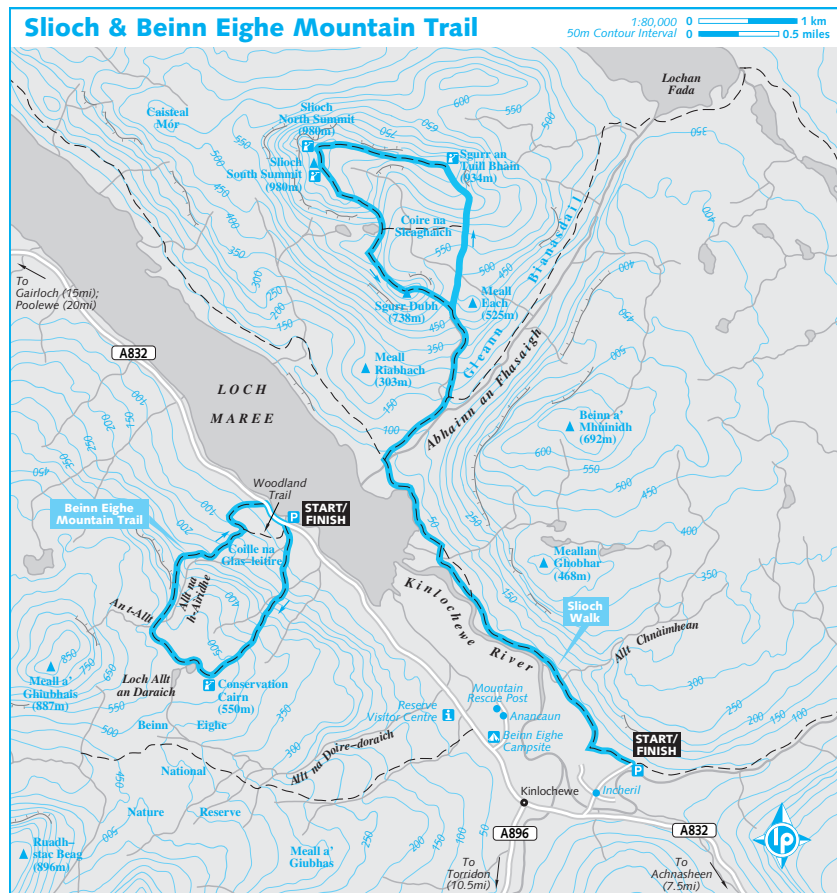 Slioch & Beinn Eighe Mountain Trail
1:80,000
50m Contour Interval
0 1 km
0 0.5 miles
Lochan
Fada
Caisteal
Mór
Slioch
North Summit
(980m)
Slioch
South Summit
(980m)
Sgurr an
Tuill Bhàin
(934m)
Coire na
Sleaghaich
Sgurr Dubh
(738m)
Meall
Each
(525m)
Gleann Bianasdail
Abhainn an Fhasaigh
Meall
Riabhach
(303m)
To
Gairloch (15mi);
Poolewe (20mi)
A832
LOCH
MAREE
Beinn a'
Mhùinidh
(692m)
Woodland
Trail
START/
FINISH
P
Beinn Eighe
Mountain Trail
Coille na
Glas-leitire
Allt na
h-Airidhe
An t-Allt
Meallan
Ghobhar
(468m)
Slioch
Walk
Kinlochewe River
Allt Chnàimhean
Meall a'
Ghiubhais
(887m)
Loch Allt
an Daraich
Conservation
Cairn
(550m)
Beinn Eighe
National
Nature Reserve
Allt na Doire-doraich
Reserve
Visitor Centre
Mountain
Rescue Post
Anancaun
Beinn Eighe
Campsite
START/
FINISH
P
Incheril
Kinlochewe
A896
A832
Ruadh-
stac Beag
(896m)
Meall a'
Giubhas
To
Torridon
(10.5mi)
To
Achnasheen
(7.5mi)
lp